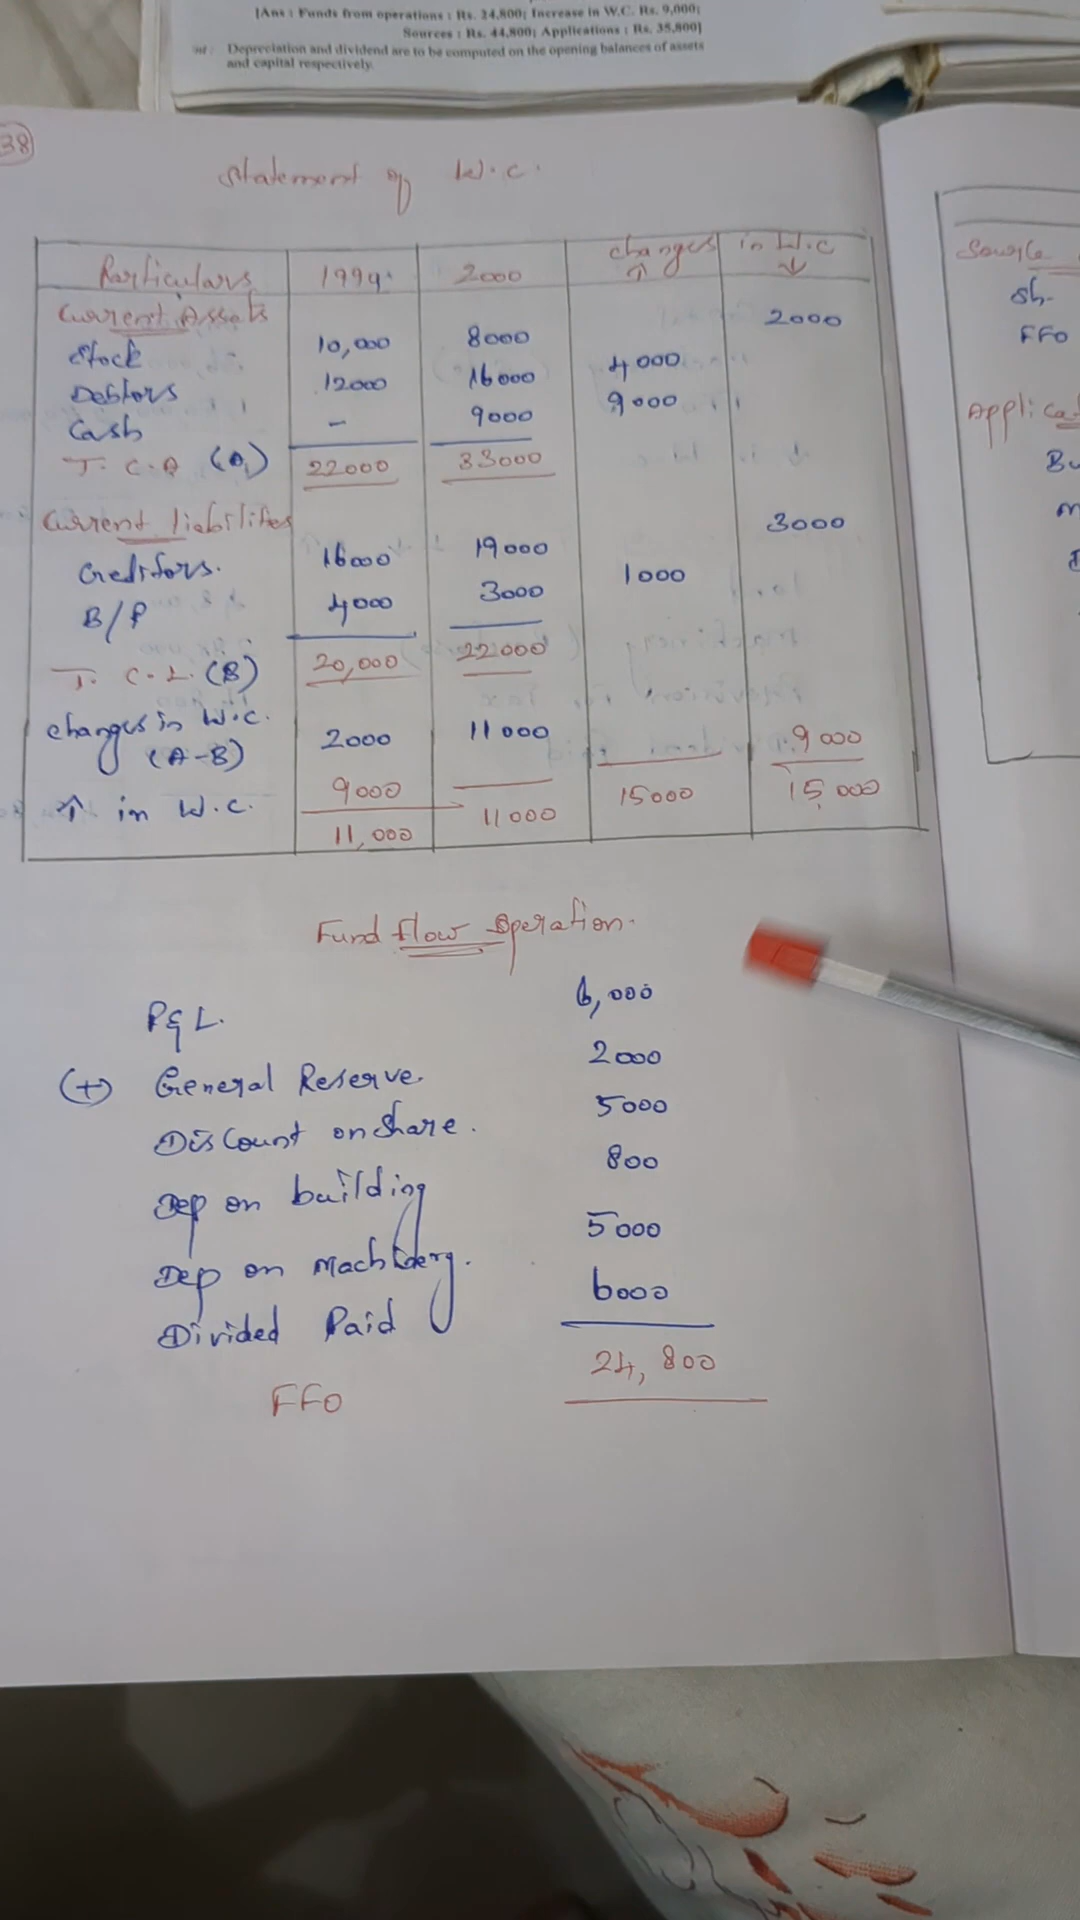 [Ans : Funds from operations : Rs. 24,800; Increase in W.C. Rs. 9,000;
Sources : Rs. 44,800; Applications : Rs. 35,800]
Depreciation and dividend are to be computed on the opening balances of assets
and capital respectively.
38
Statement of W.C.
Particulars 1999 2000 changes in W.C
↑ ↓
Current Assets
Stock 10,000 8000 2000
Debtors 12000 16000 4000
Cash - 9000 9000
T. C. A (A) 22000 33000
Current liabilities
Creditors. 16000 19000 3000
B/P 4000 3000 1000
T. C. L. (B) 20,000 22000
changes in W.C.
(A-B) 2000 11000
↑ in W.C. 9000 9000
11,000 11000 15000 15000
Fund flow operation.
P&L. 6,000
(+) General Reserve. 2000
Discount on share. 5000
Dep on building 800
Dep on Machinery. 5000
Divided Paid 6000
FFO 24,800
Source
Sh-
FFO
Applicat
Bu